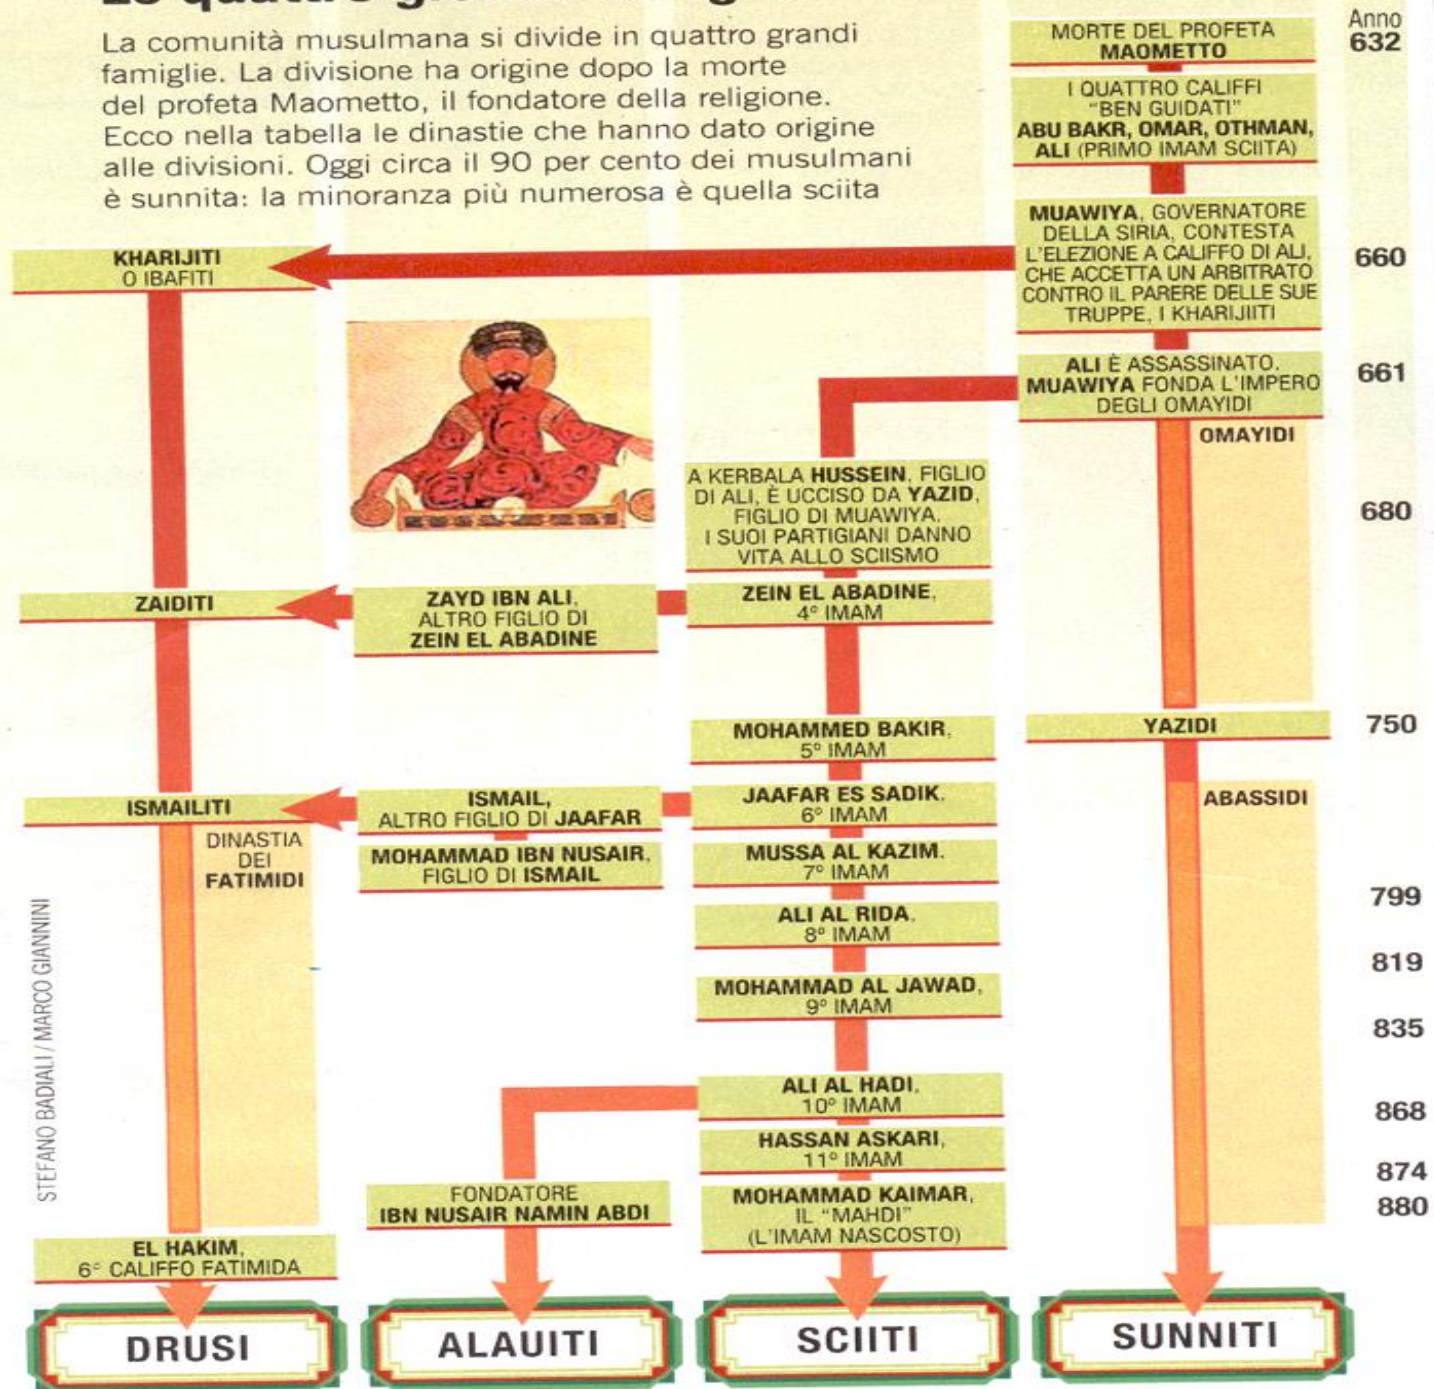 La comunità musulmana si divide in quattro grandi
famiglie. La divisione ha origine dopo la morte
del profeta Maometto, il fondatore della religione.
Ecco nella tabella le dinastie che hanno dato origine
alle divisioni. Oggi circa il 90 per cento dei musulmani
è sunnita: la minoranza più numerosa è quella sciita
Anno
632
MORTE DEL PROFETA
MAOMETTO
I QUATTRO CALIFFI
"BEN GUIDATI"
ABU BAKR, OMAR, OTHMAN,
ALI (PRIMO IMAM SCIITA)
MUAWIYA, GOVERNATORE
DELLA SIRIA, CONTESTA
L'ELEZIONE A CALIFFO DI ALI,
CHE ACCETTA UN ARBITRATO
CONTRO IL PARERE DELLE SUE
TRUPPE, I KHARIJIITI
660
KHARIJITI
O IBAFITI
ALI È ASSASSINATO.
MUAWIYA FONDA L'IMPERO
DEGLI OMAYIDI
661
OMAYIDI
A KERBALA HUSSEIN, FIGLIO
DI ALI, È UCCISO DA YAZID,
FIGLIO DI MUAWIYA.
I SUOI PARTIGIANI DANNO
VITA ALLO SCIISMO
680
ZAIDITI
ZAYD IBN ALI,
ALTRO FIGLIO DI
ZEIN EL ABADINE
ZEIN EL ABADINE,
4° IMAM
MOHAMMED BAKIR,
5° IMAM
YAZIDI
750
ISMAILITI
ISMAIL,
ALTRO FIGLIO DI JAAFAR
JAAFAR ES SADIK.
6° IMAM
ABASSIDI
DINASTIA
DEI
FATIMIDI
MOHAMMAD IBN NUSAIR,
FIGLIO DI ISMAIL
MUSSA AL KAZIM.
7° IMAM
799
ALI AL RIDA,
8° IMAM
819
MOHAMMAD AL JAWAD,
9° IMAM
835
ALI AL HADI,
10° IMAM
868
HASSAN ASKARI,
11° IMAM
874
FONDATORE
IBN NUSAIR NAMIN ABDI
MOHAMMAD KAIMAR,
IL "MAHDI"
(L'IMAM NASCOSTO)
880
EL HAKIM,
6° CALIFFO FATIMIDA
DRUSI
ALAUITI
SCIITI
SUNNITI
STEFANO BADIALI / MARCO GIANNINI